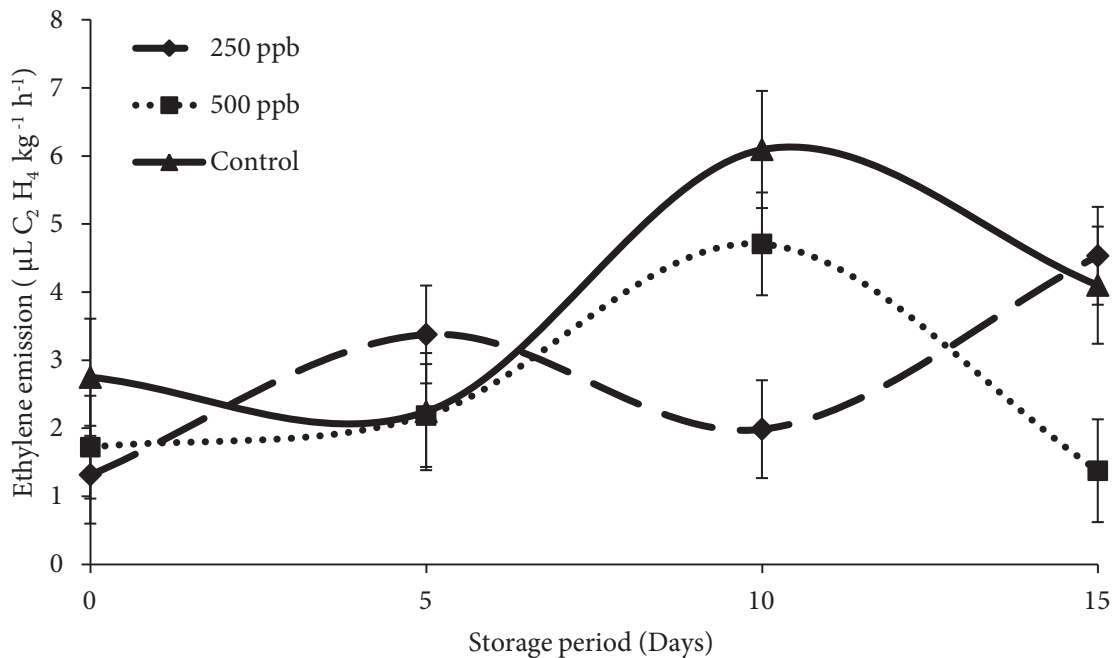 8
7
6
5
4
3
2
1
0
Ethylene emission ( µL C₂ H₄ kg⁻¹ h⁻¹)
250 ppb
500 ppb
Control
0 5 10 15
Storage period (Days)